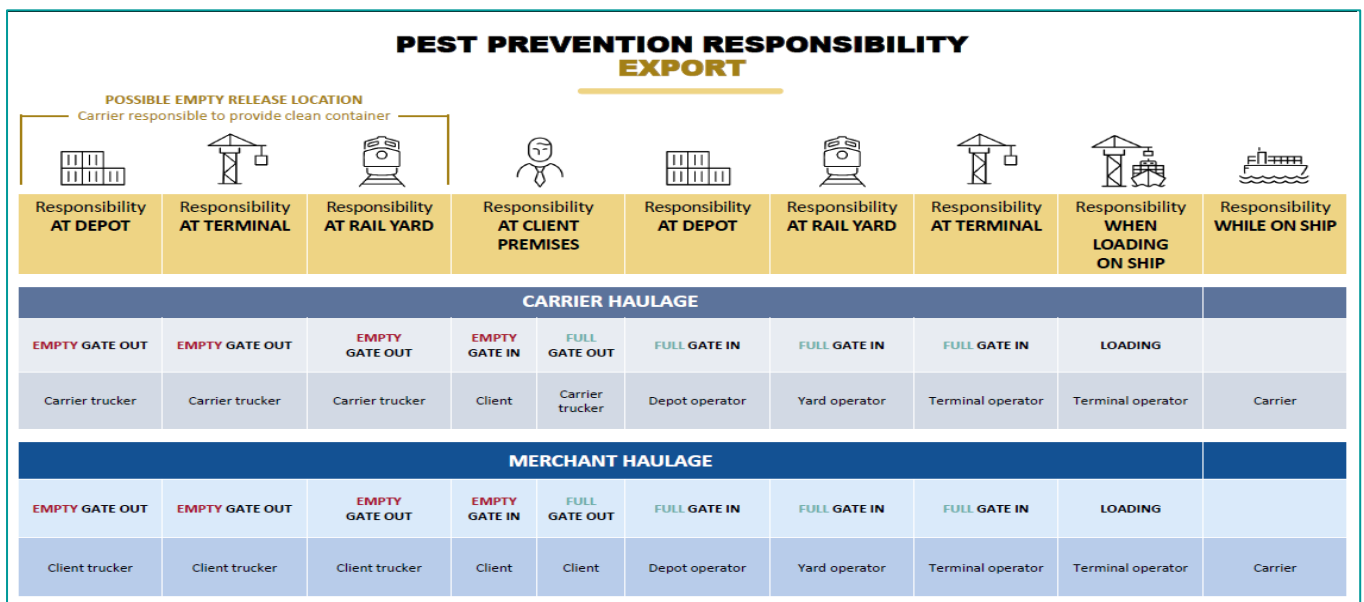 PEST PREVENTION RESPONSIBILITY
EXPORT
POSSIBLE EMPTY RELEASE LOCATION
Carrier responsible to provide clean container
Responsibility
AT DEPOT
Responsibility
AT TERMINAL
Responsibility
AT RAIL YARD
Responsibility
AT CLIENT
PREMISES
Responsibility
AT DEPOT
Responsibility
AT RAIL YARD
Responsibility
AT TERMINAL
Responsibility
WHEN
LOADING
ON SHIP
Responsibility
WHILE ON SHIP
CARRIER HAULAGE
EMPTY GATE OUT
EMPTY GATE OUT
EMPTY
GATE OUT
EMPTY
GATE IN
FULL
GATE OUT
FULL GATE IN
FULL GATE IN
FULL GATE IN
LOADING
Carrier trucker
Carrier trucker
Carrier trucker
Client
Carrier
trucker
Depot operator
Yard operator
Terminal operator
Terminal operator
Carrier
MERCHANT HAULAGE
EMPTY GATE OUT
EMPTY GATE OUT
EMPTY
GATE OUT
EMPTY
GATE IN
FULL
GATE OUT
FULL GATE IN
FULL GATE IN
FULL GATE IN
LOADING
Client trucker
Client trucker
Client trucker
Client
Client
Depot operator
Yard operator
Terminal operator
Terminal operator
Carrier